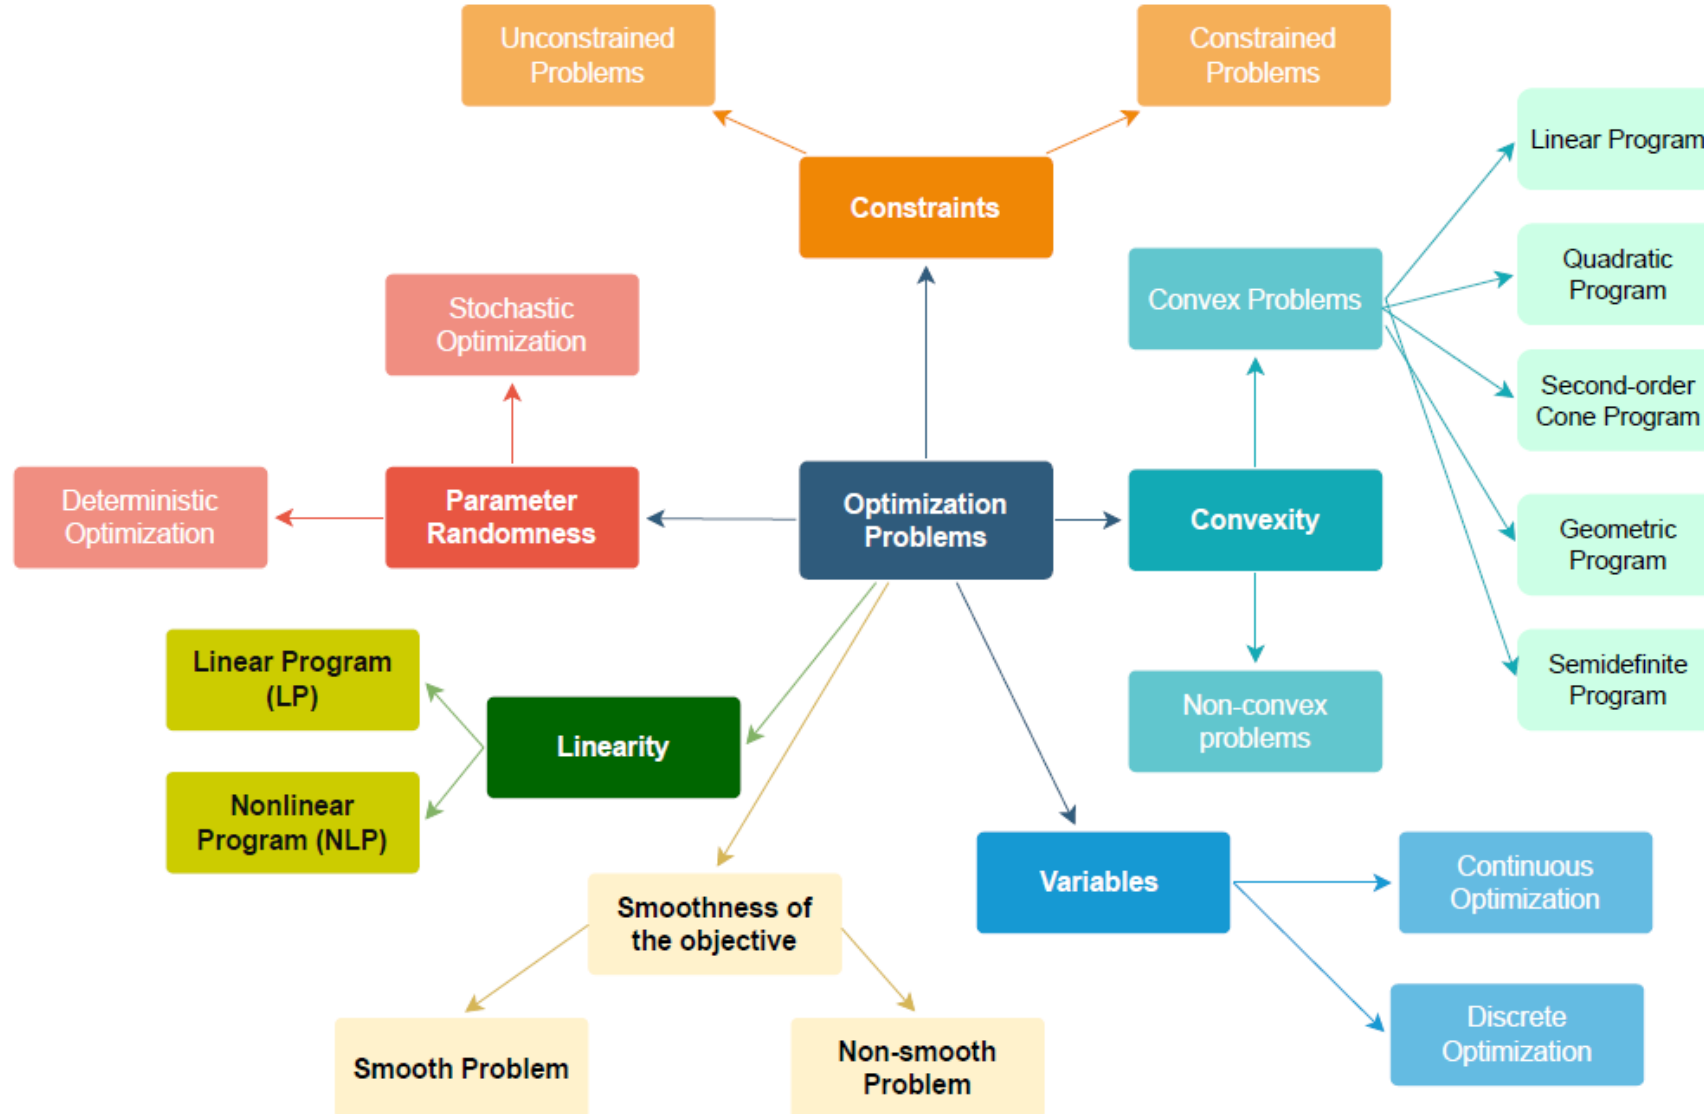 Unconstrained
Problems
Constrained
Problems
Linear Program
Constraints
Quadratic
Program
Convex Problems
Stochastic
Optimization
Second-order
Cone Program
Deterministic
Optimization
Parameter
Randomness
Optimization
Problems
Convexity
Geometric
Program
Linear Program
(LP)
Semidefinite
Program
Non-convex
problems
Linearity
Nonlinear
Program (NLP)
Smoothness of
the objective
Variables
Continuous
Optimization
Smooth Problem
Non-smooth
Problem
Discrete
Optimization